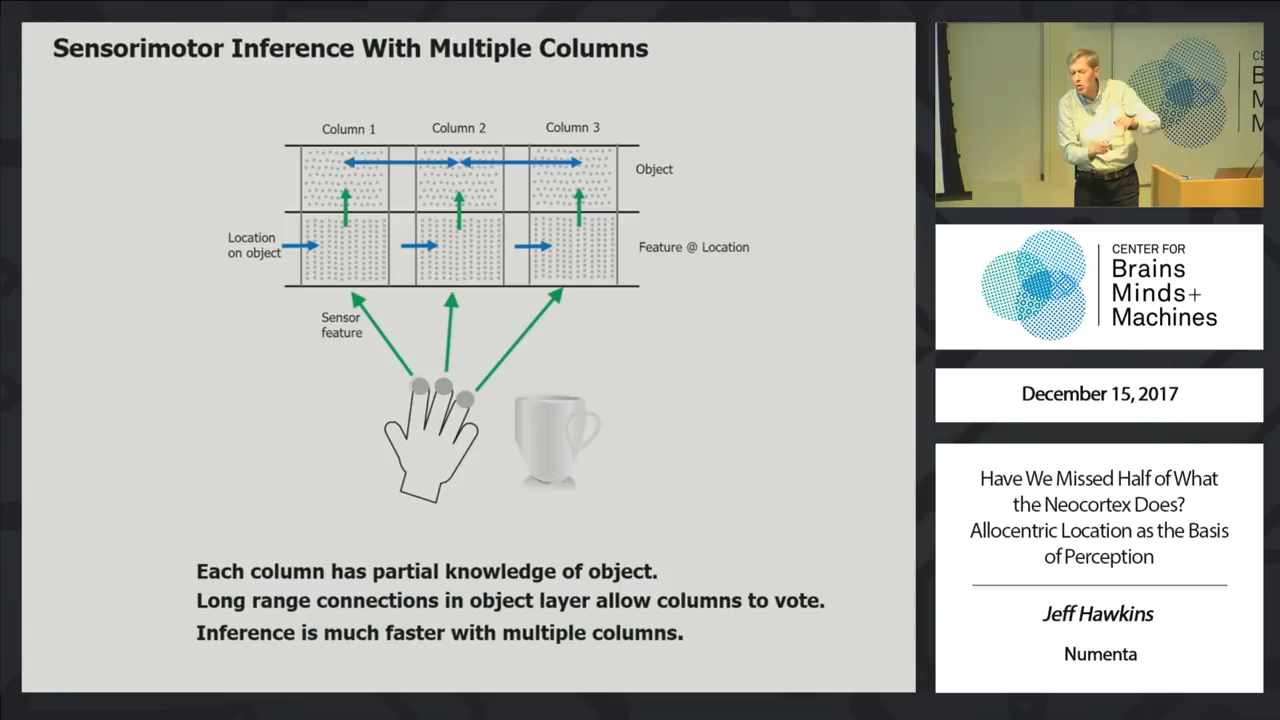 Sensorimotor Inference With Multiple Columns
Column 1
Column 2
Column 3
Object
Location
on object
Feature @ Location
Sensor
feature
Each column has partial knowledge of object.
Long range connections in object layer allow columns to vote.
Inference is much faster with multiple columns.
CE
B
M
M
CENTER FOR
Brains
Minds+
Machines
December 15, 2017
Have We Missed Half of What
the Neocortex Does?
Allocentric Location as the Basis
of Perception
Jeff Hawkins
Numenta